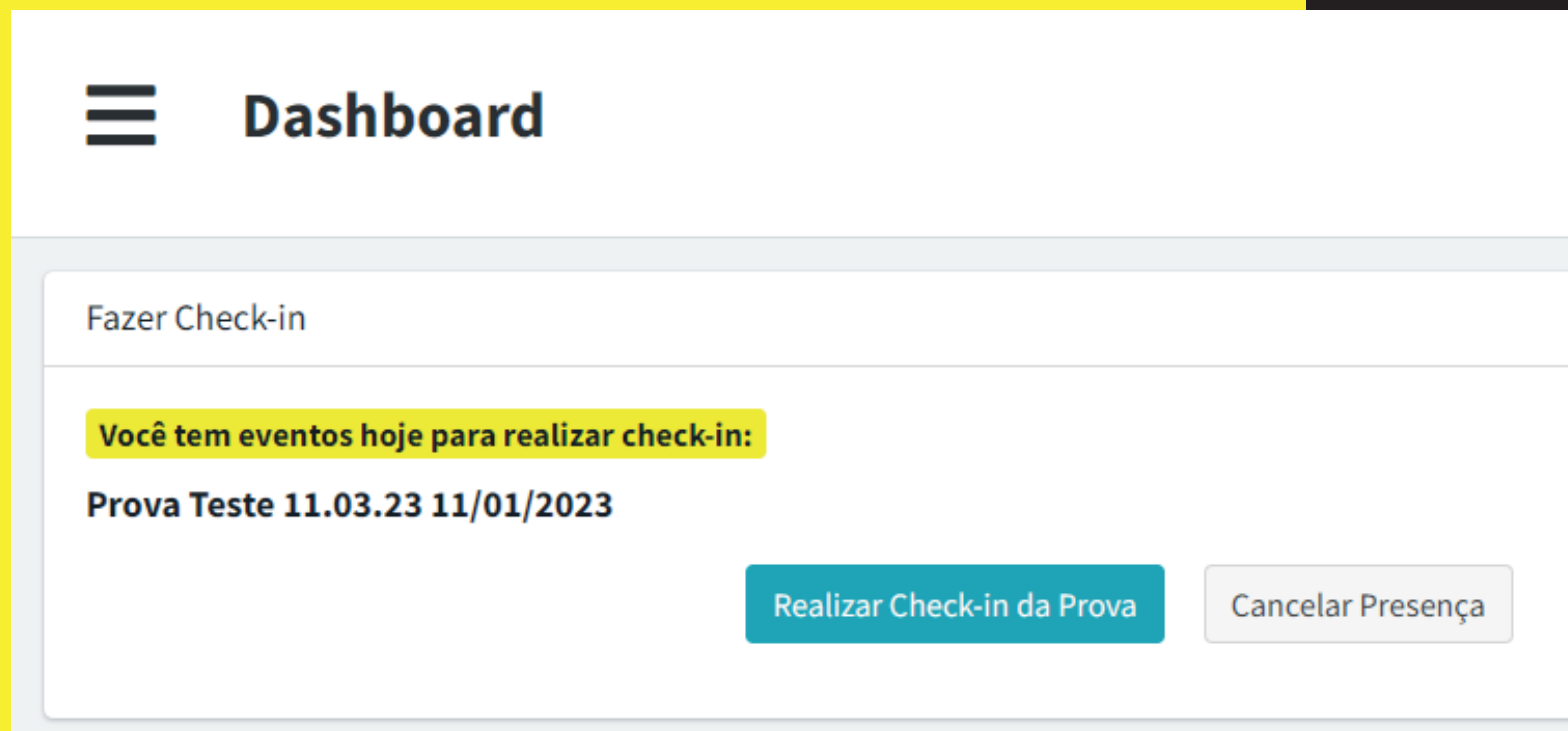 Dashboard
Fazer Check-in
Você tem eventos hoje para realizar check-in:
Prova Teste 11.03.23 11/01/2023
Realizar Check-in da Prova
Cancelar Presença